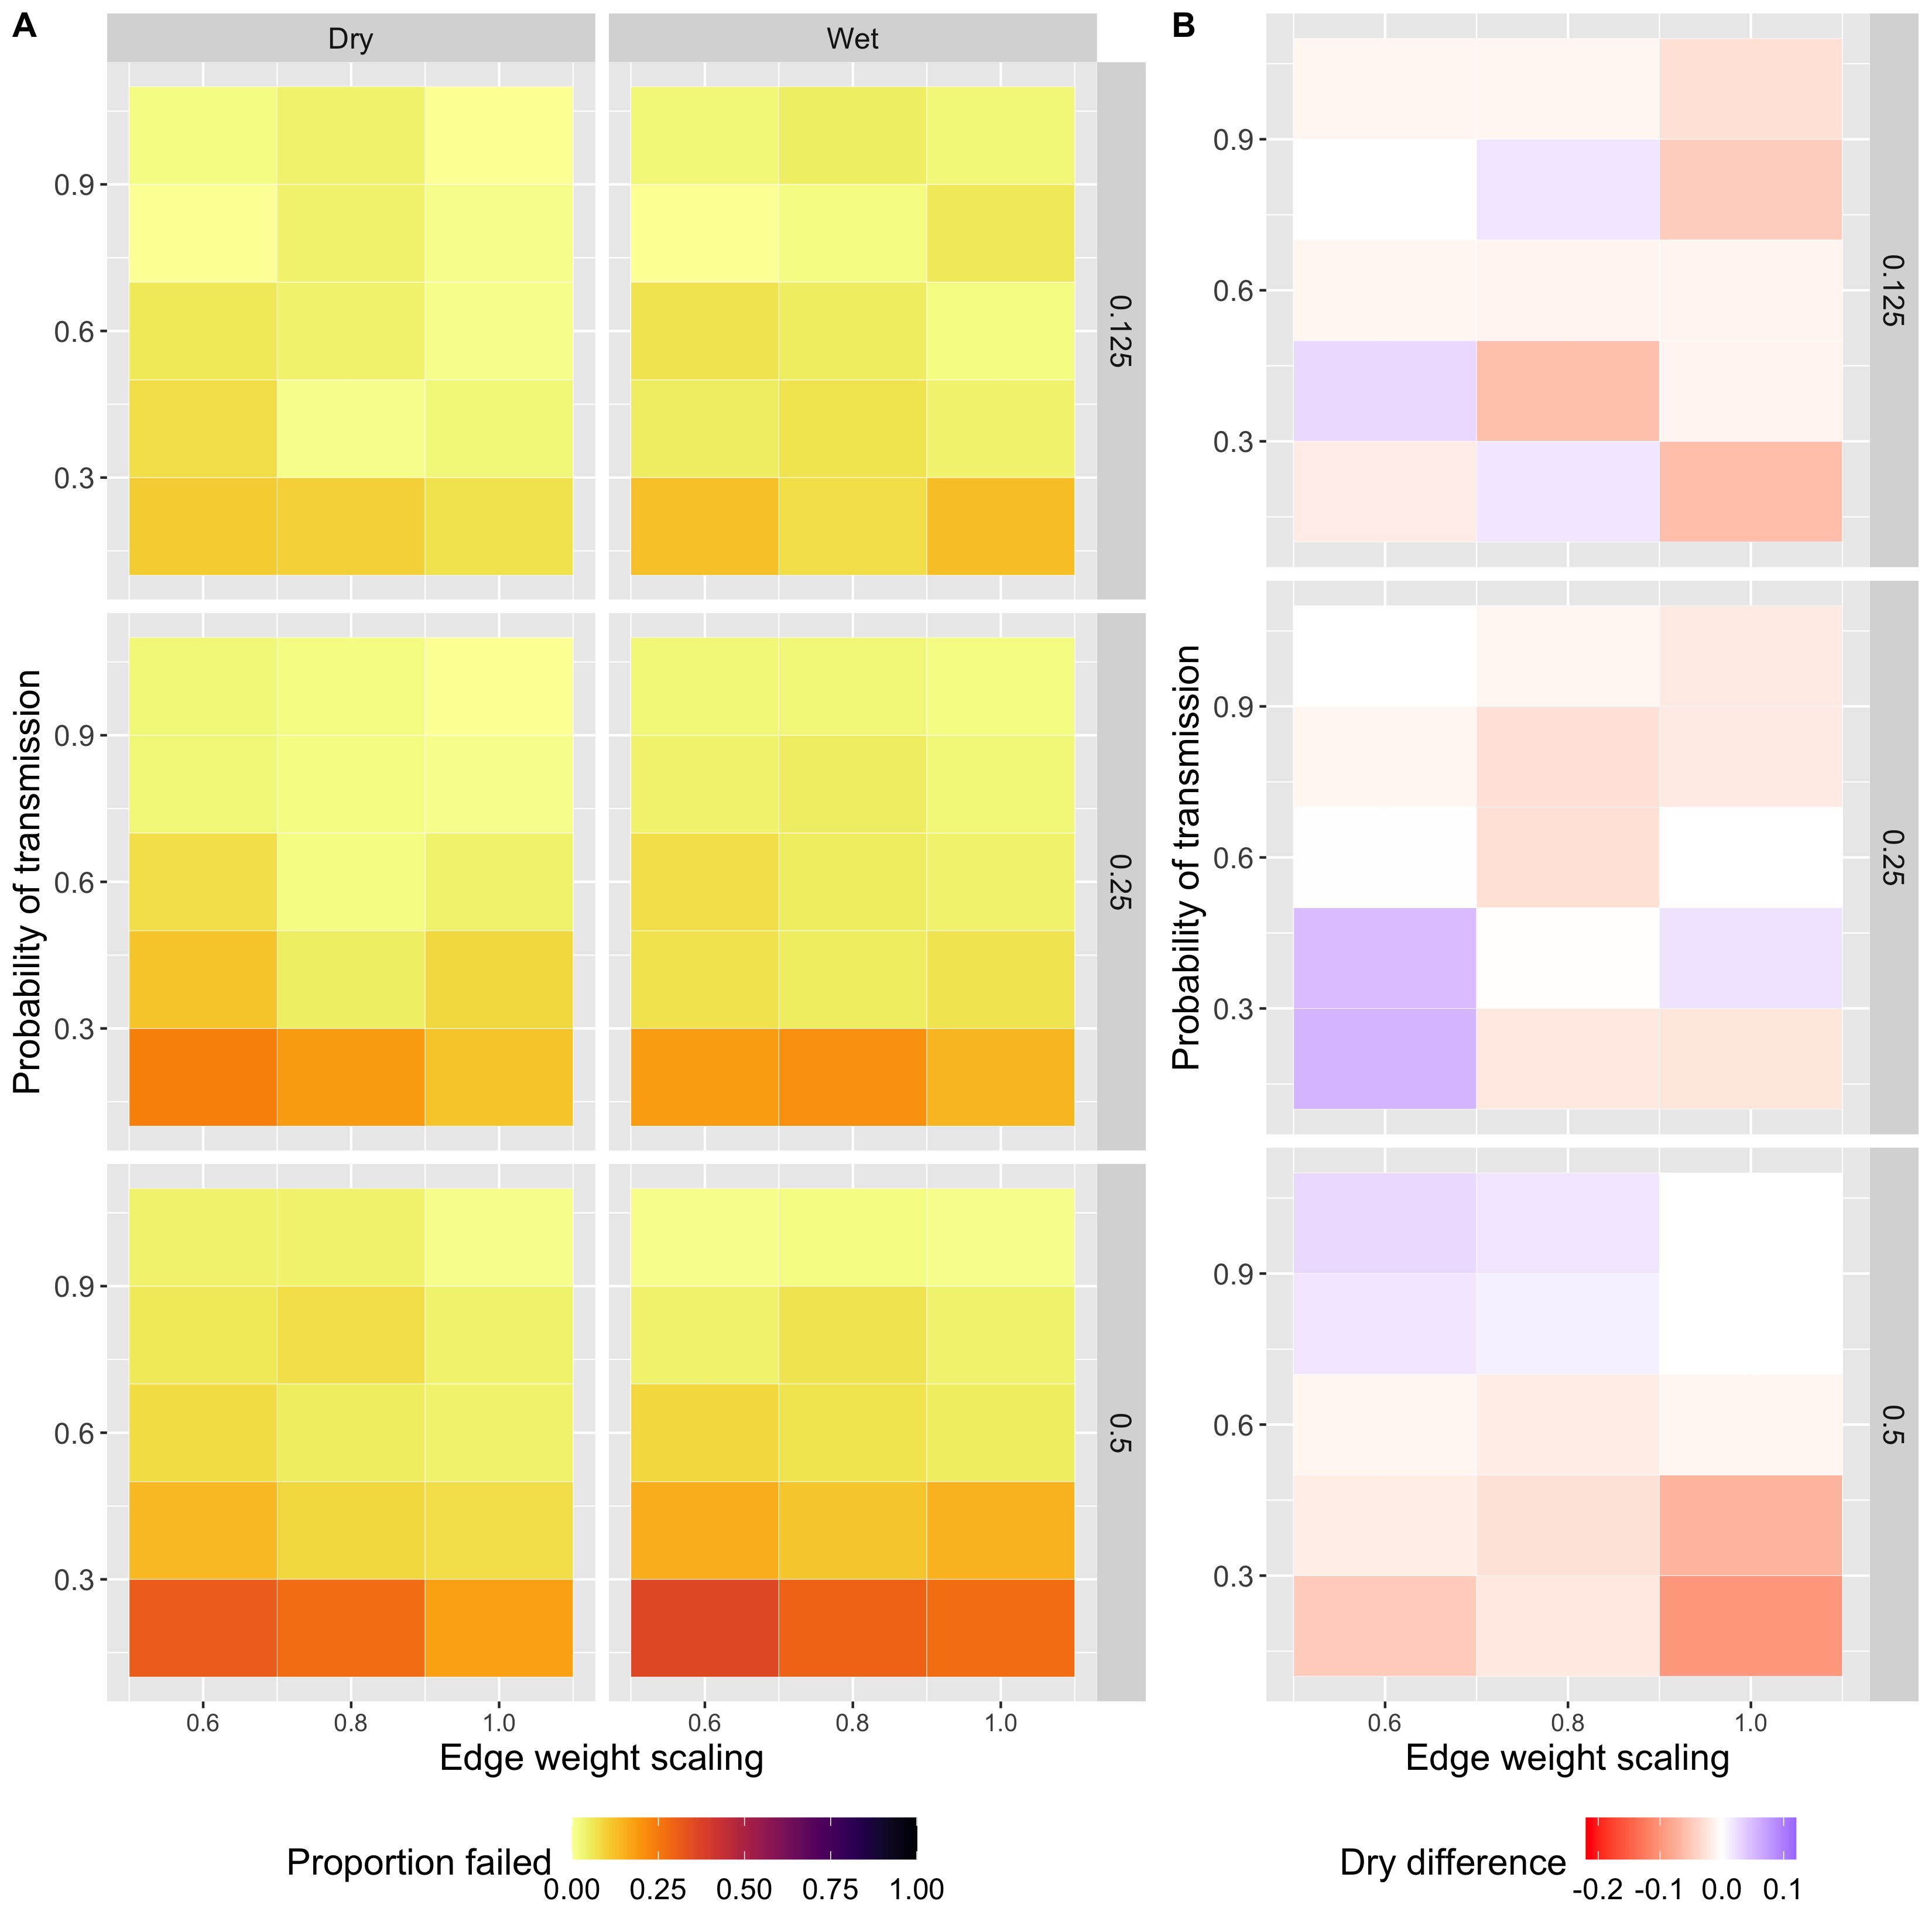 A
Dry
Wet
0.9
0.6
0.3
0.125
0.9
0.6
0.3
0.25
0.9
0.6
0.3
0.5
Probability of transmission
0.6 0.8 1.0
0.6 0.8 1.0
Edge weight scaling
Proportion failed
0.00 0.25 0.50 0.75 1.00
B
0.9
0.6
0.3
0.125
0.9
0.6
0.3
0.25
0.9
0.6
0.3
0.5
Probability of transmission
0.6 0.8 1.0
Edge weight scaling
Dry difference
-0.2 -0.1 0.0 0.1